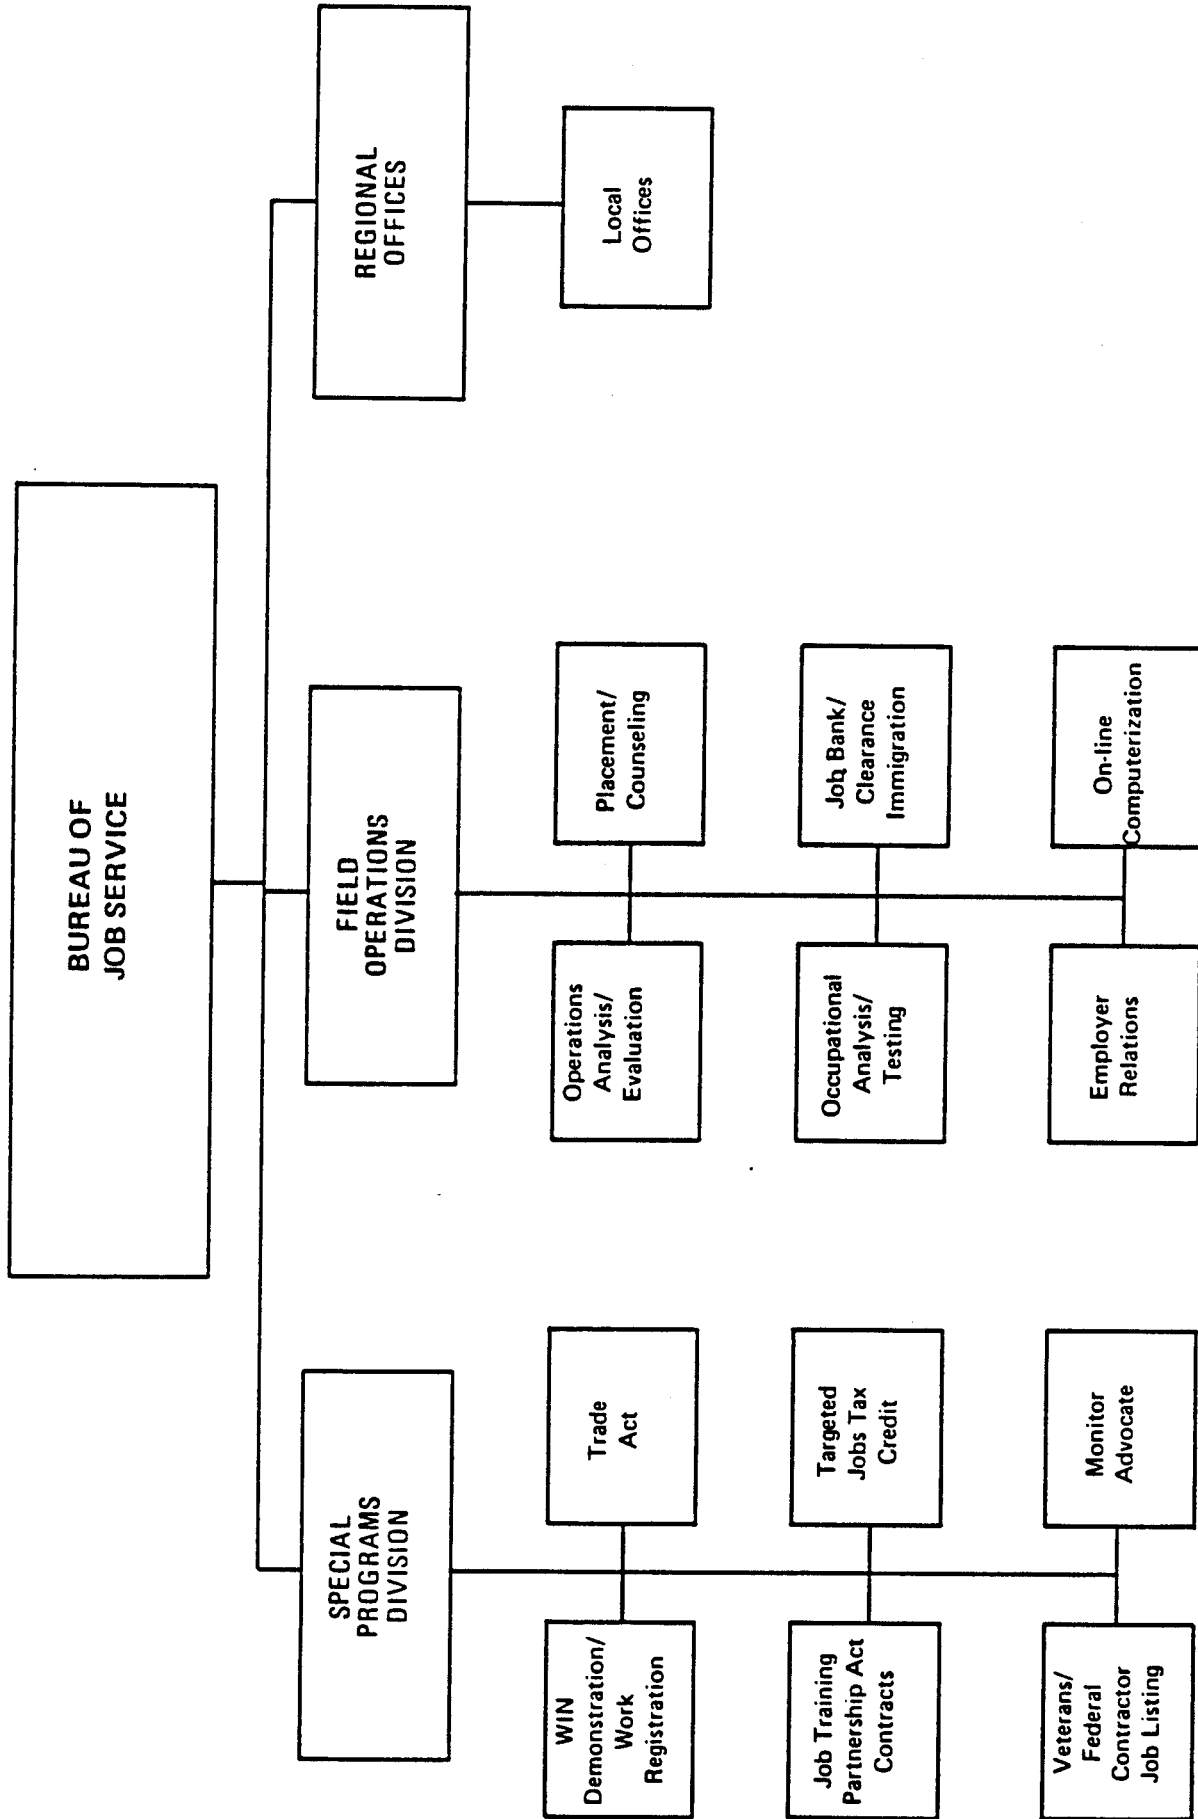 BUREAU OF
JOB SERVICE
SPECIAL
PROGRAMS
DIVISION
FIELD
OPERATIONS
DIVISION
REGIONAL
OFFICES
WIN
Demonstration/
Work
Registration
Trade
Act
Operations
Analysis/
Evaluation
Placement/
Counseling
Local
Offices
Job Training
Partnership Act
Contracts
Targeted
Jobs Tax
Credit
Occupational
Analysis/
Testing
Job Bank/
Clearance
Immigration
Veterans/
Federal
Contractor
Job Listing
Monitor
Advocate
Employer
Relations
On-line
Computerization